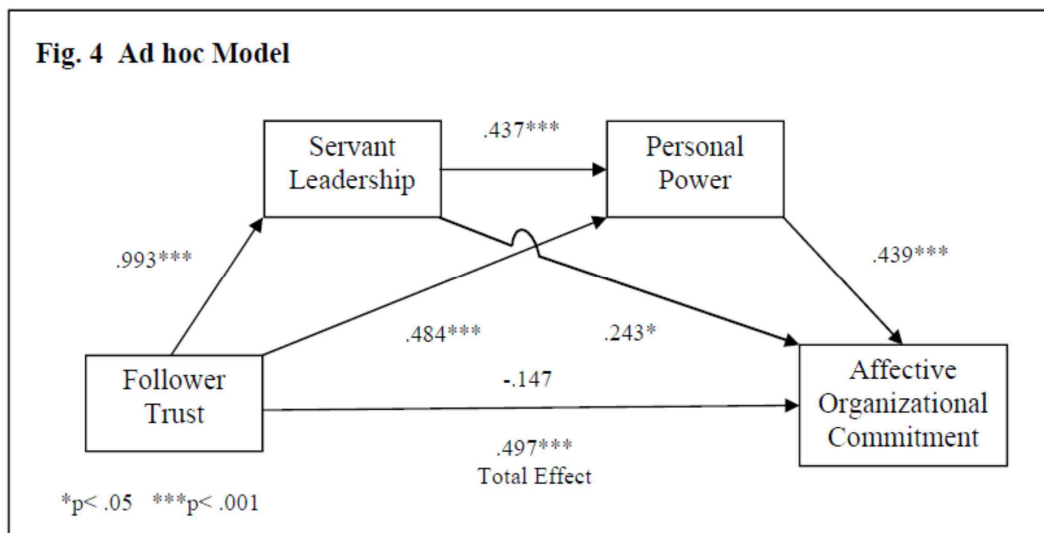 Fig. 4 Ad hoc Model
Servant
Leadership
.437***
Personal
Power
.993***
.439***
.484***
.243*
Follower
Trust
-.147
Affective
Organizational
Commitment
.497***
Total Effect
*p< .05 ***p< .001